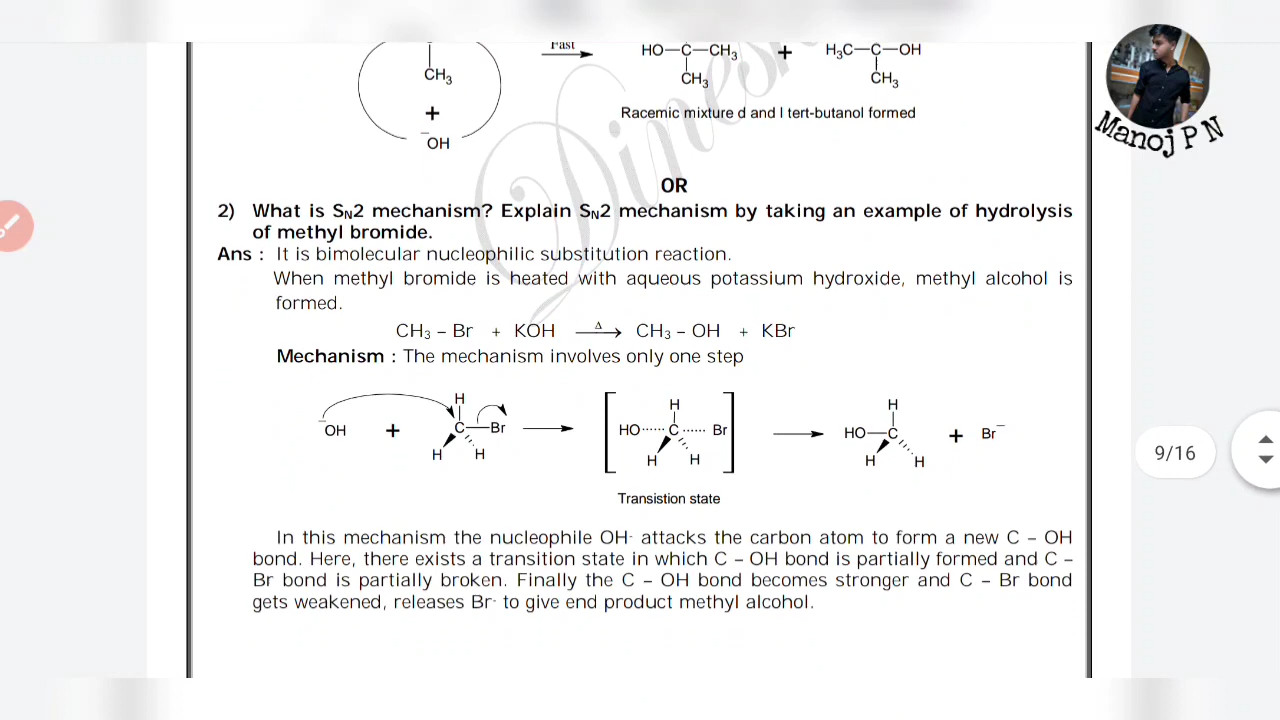 Fast
HO—C—CH3 + H3C—C—OH
CH3
CH3 CH3
+
Racemic mixture d and l tert-butanol formed
‾OH
Manoj P N
Dinesh
OR
2) What is SN2 mechanism? Explain SN2 mechanism by taking an example of hydrolysis
of methyl bromide.
Ans : It is bimolecular nucleophilic substitution reaction.
When methyl bromide is heated with aqueous potassium hydroxide, methyl alcohol is
formed.
CH3 – Br + KOH Δ→ CH3 – OH + KBr
Mechanism : The mechanism involves only one step
H H H
‾OH + C—Br → HO······C······Br → HO—C + Br‾
H H H H H H
Transistion state
9/16
In this mechanism the nucleophile OH- attacks the carbon atom to form a new C – OH
bond. Here, there exists a transition state in which C – OH bond is partially formed and C –
Br bond is partially broken. Finally the C – OH bond becomes stronger and C – Br bond
gets weakened, releases Br- to give end product methyl alcohol.